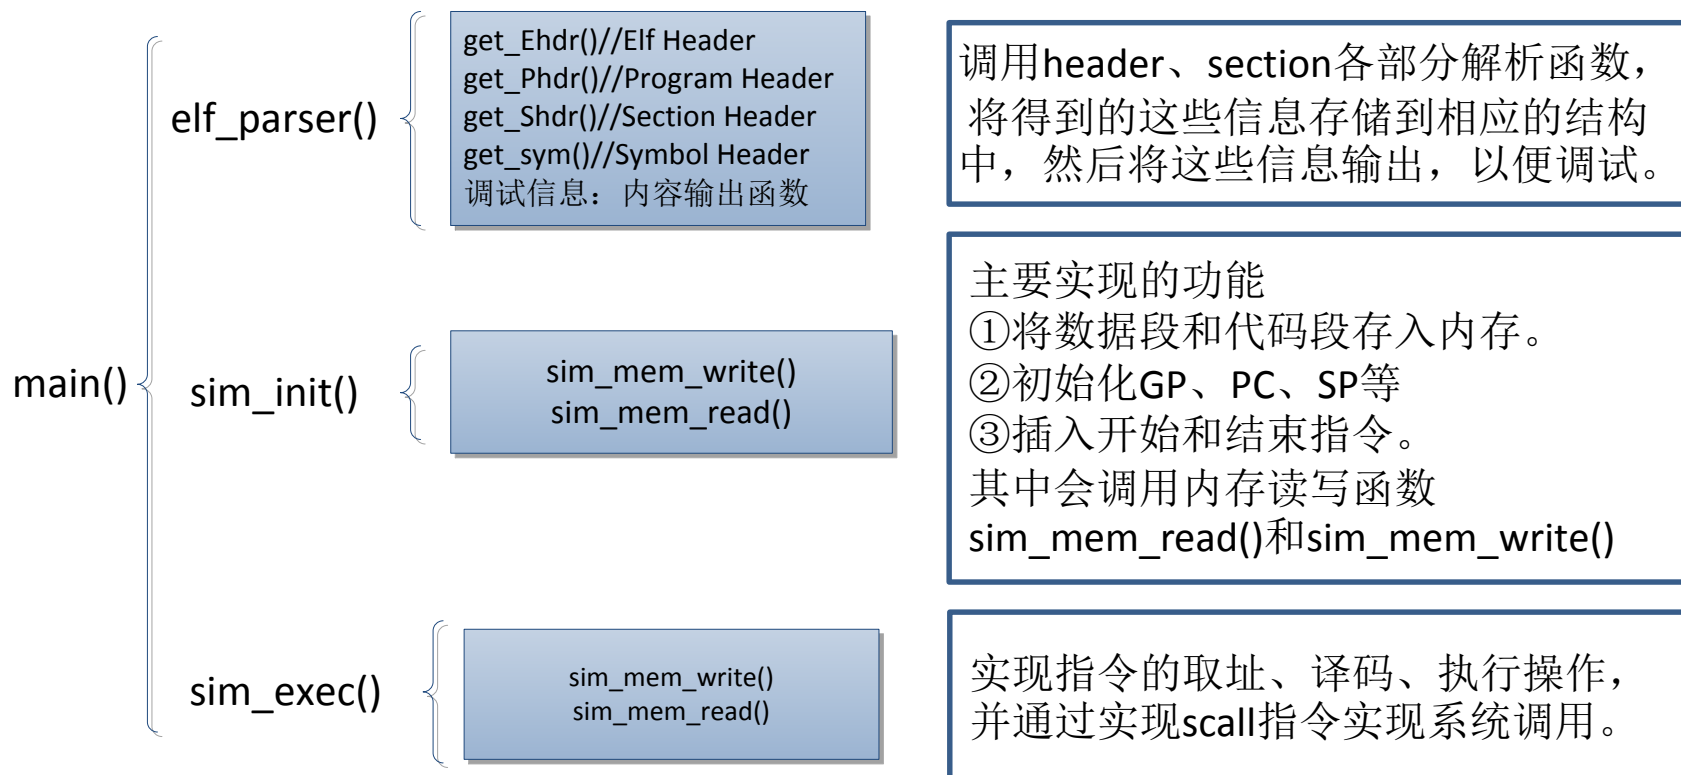 main()
elf_parser()
get_Ehdr()//Elf Header
get_Phdr()//Program Header
get_Shdr()//Section Header
get_sym()//Symbol Header
调试信息：内容输出函数
调用header、section各部分解析函数，
将得到的这些信息存储到相应的结构
中，然后将这些信息输出，以便调试。
sim_init()
sim_mem_write()
sim_mem_read()
主要实现的功能
①将数据段和代码段存入内存。
②初始化GP、PC、SP等
③插入开始和结束指令。
其中会调用内存读写函数
sim_mem_read()和sim_mem_write()
sim_exec()
sim_mem_write()
sim_mem_read()
实现指令的取址、译码、执行操作，
并通过实现scall指令实现系统调用。